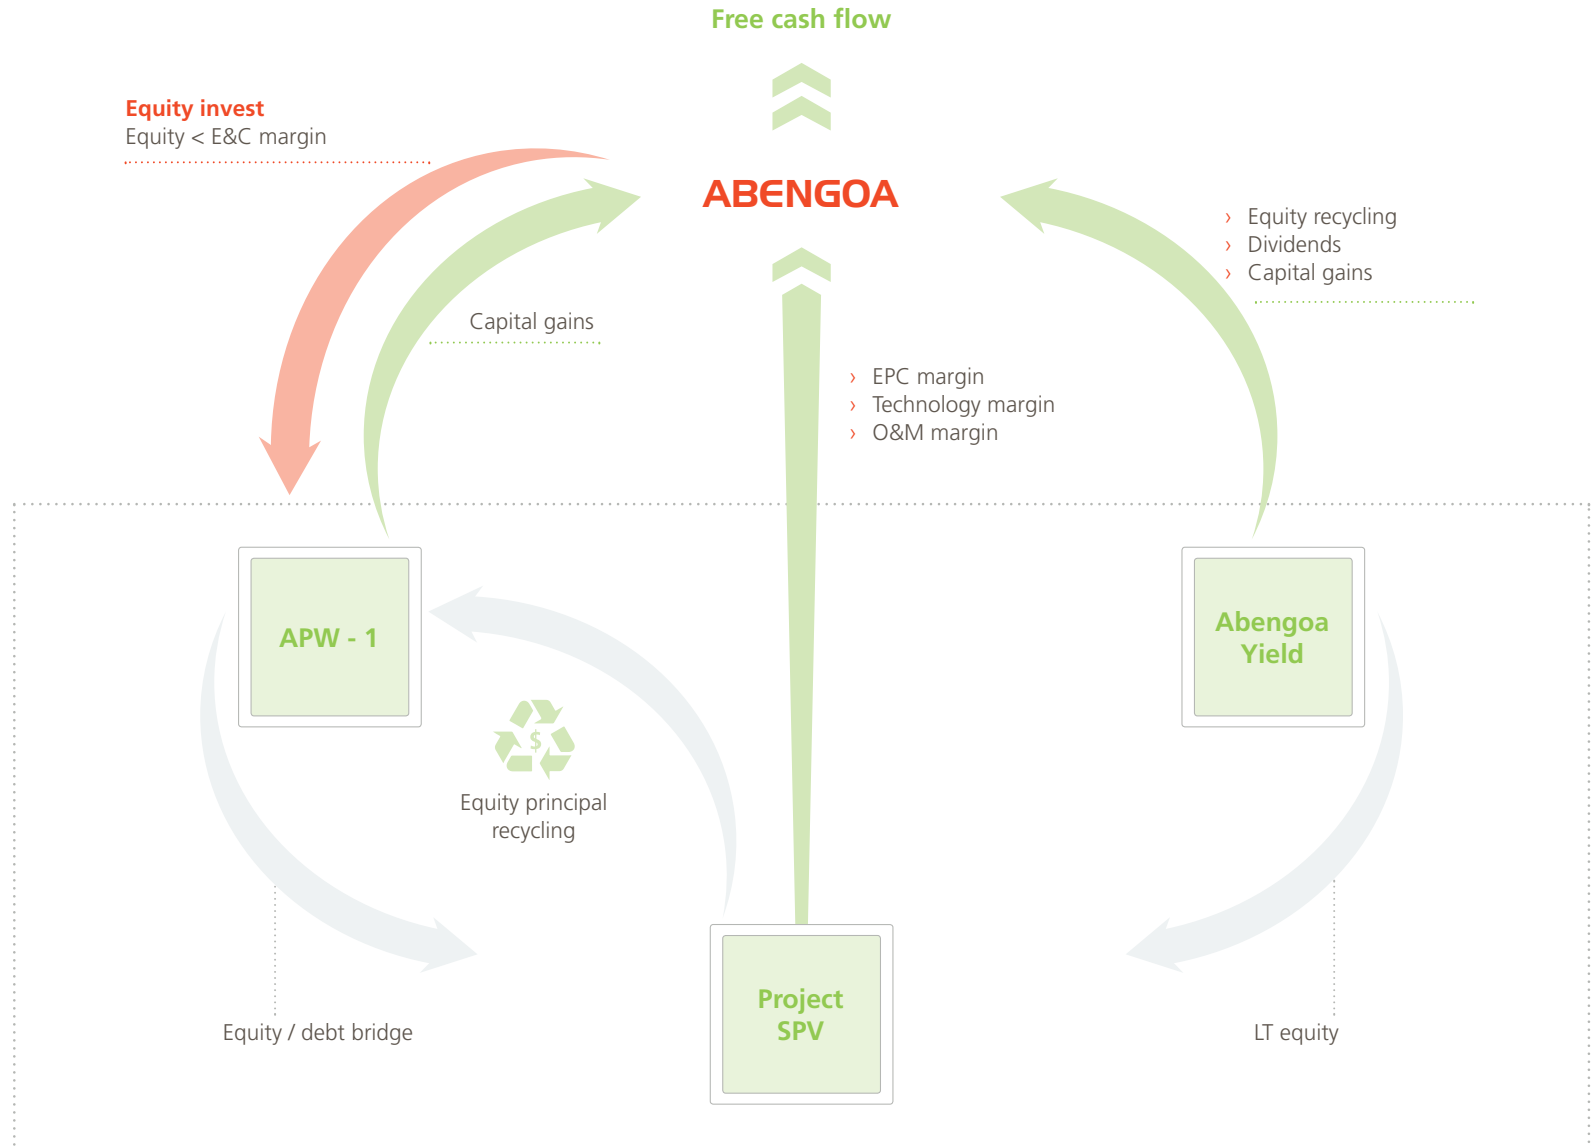 Free cash flow
Equity invest
Equity < E&C margin
ABENGOA
› Equity recycling
› Dividends
› Capital gains
Capital gains
› EPC margin
› Technology margin
› O&M margin
APW - 1
Abengoa
Yield
$
Equity principal
recycling
Project
SPV
Equity / debt bridge
LT equity